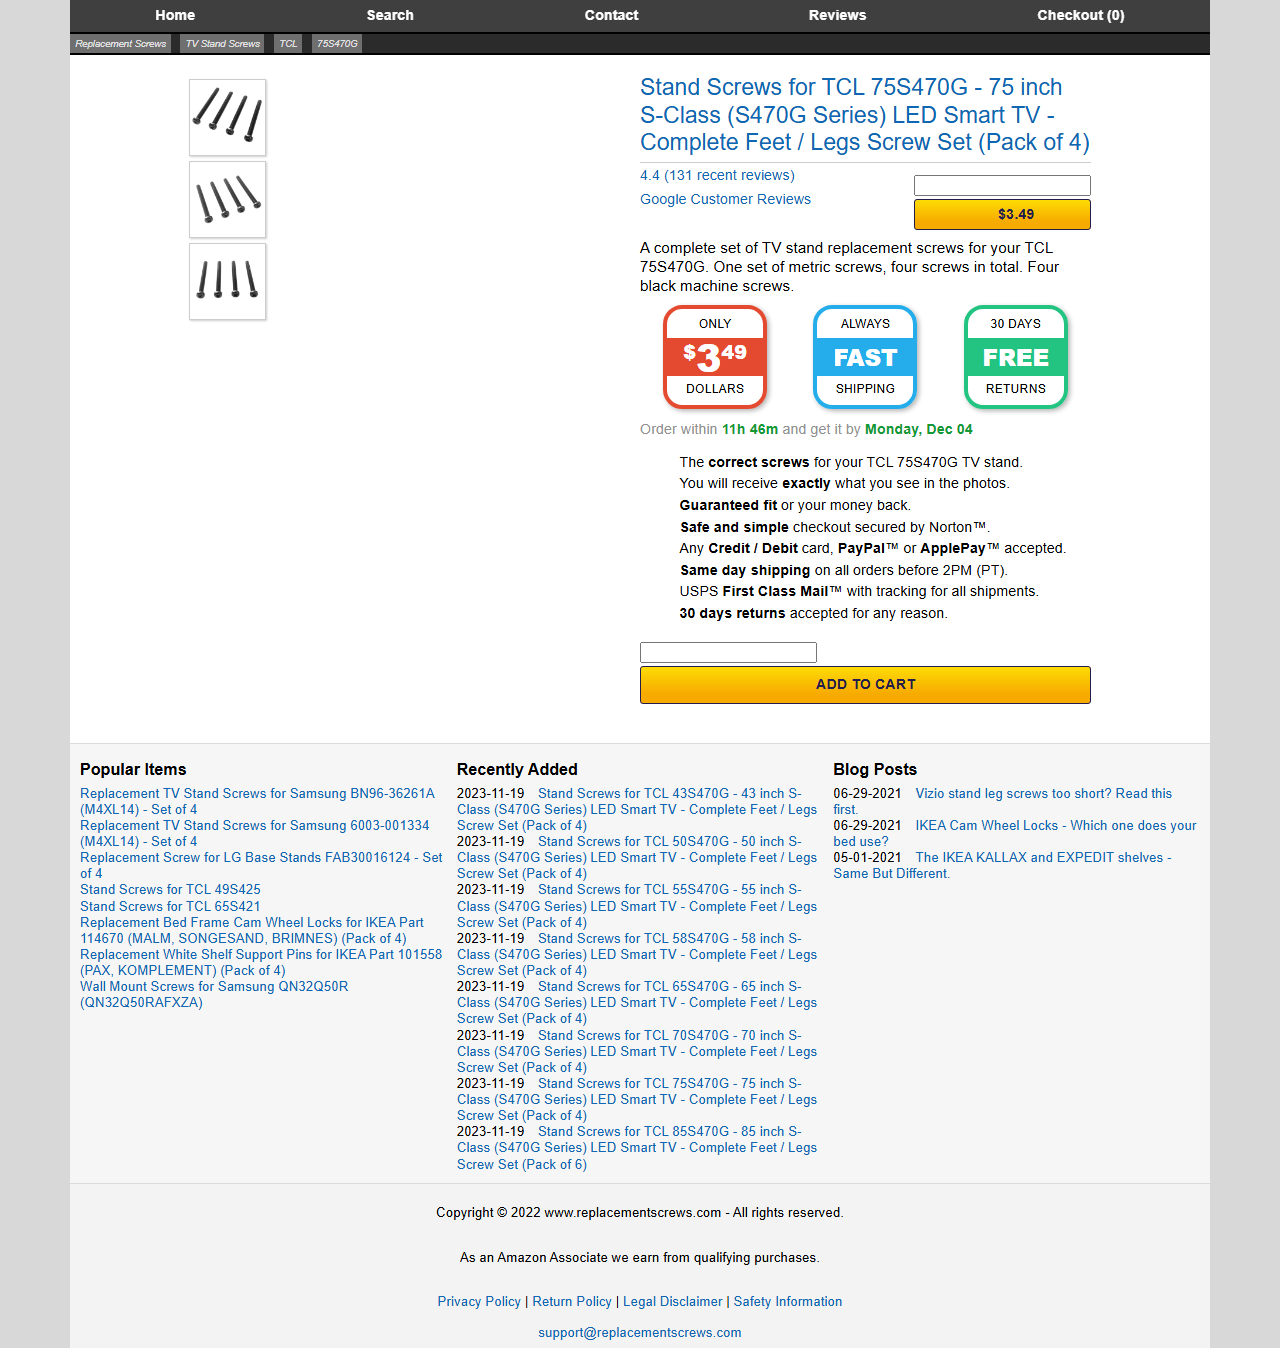 Home Search Contact Reviews Checkout (0)
Replacement Screws TV Stand Screws TCL 75S470G
Stand Screws for TCL 75S470G - 75 inch
S-Class (S470G Series) LED Smart TV -
Complete Feet / Legs Screw Set (Pack of 4)
4.4 (131 recent reviews)
Google Customer Reviews
$3.49
A complete set of TV stand replacement screws for your TCL
75S470G. One set of metric screws, four screws in total. Four
black machine screws.
ONLY
$3 49
DOLLARS
ALWAYS
FAST
SHIPPING
30 DAYS
FREE
RETURNS
Order within 11h 46m and get it by Monday, Dec 04
The correct screws for your TCL 75S470G TV stand.
You will receive exactly what you see in the photos.
Guaranteed fit or your money back.
Safe and simple checkout secured by Norton™.
Any Credit / Debit card, PayPal™ or ApplePay™ accepted.
Same day shipping on all orders before 2PM (PT).
USPS First Class Mail™ with tracking for all shipments.
30 days returns accepted for any reason.
ADD TO CART
Popular Items
Replacement TV Stand Screws for Samsung BN96-36261A
(M4XL14) - Set of 4
Replacement TV Stand Screws for Samsung 6003-001334
(M4XL14) - Set of 4
Replacement Screw for LG Base Stands FAB30016124 - Set
of 4
Stand Screws for TCL 49S425
Stand Screws for TCL 65S421
Replacement Bed Frame Cam Wheel Locks for IKEA Part
114670 (MALM, SONGESAND, BRIMNES) (Pack of 4)
Replacement White Shelf Support Pins for IKEA Part 101558
(PAX, KOMPLEMENT) (Pack of 4)
Wall Mount Screws for Samsung QN32Q50R
(QN32Q50RAFXZA)
Recently Added
2023-11-19 Stand Screws for TCL 43S470G - 43 inch S-
Class (S470G Series) LED Smart TV - Complete Feet / Legs
Screw Set (Pack of 4)
2023-11-19 Stand Screws for TCL 50S470G - 50 inch S-
Class (S470G Series) LED Smart TV - Complete Feet / Legs
Screw Set (Pack of 4)
2023-11-19 Stand Screws for TCL 55S470G - 55 inch S-
Class (S470G Series) LED Smart TV - Complete Feet / Legs
Screw Set (Pack of 4)
2023-11-19 Stand Screws for TCL 58S470G - 58 inch S-
Class (S470G Series) LED Smart TV - Complete Feet / Legs
Screw Set (Pack of 4)
2023-11-19 Stand Screws for TCL 65S470G - 65 inch S-
Class (S470G Series) LED Smart TV - Complete Feet / Legs
Screw Set (Pack of 4)
2023-11-19 Stand Screws for TCL 70S470G - 70 inch S-
Class (S470G Series) LED Smart TV - Complete Feet / Legs
Screw Set (Pack of 4)
2023-11-19 Stand Screws for TCL 75S470G - 75 inch S-
Class (S470G Series) LED Smart TV - Complete Feet / Legs
Screw Set (Pack of 4)
2023-11-19 Stand Screws for TCL 85S470G - 85 inch S-
Class (S470G Series) LED Smart TV - Complete Feet / Legs
Screw Set (Pack of 6)
Blog Posts
06-29-2021 Vizio stand leg screws too short? Read this
first.
06-29-2021 IKEA Cam Wheel Locks - Which one does your
bed use?
05-01-2021 The IKEA KALLAX and EXPEDIT shelves -
Same But Different.
Copyright © 2022 www.replacementscrews.com - All rights reserved.
As an Amazon Associate we earn from qualifying purchases.
Privacy Policy | Return Policy | Legal Disclaimer | Safety Information
support@replacementscrews.com